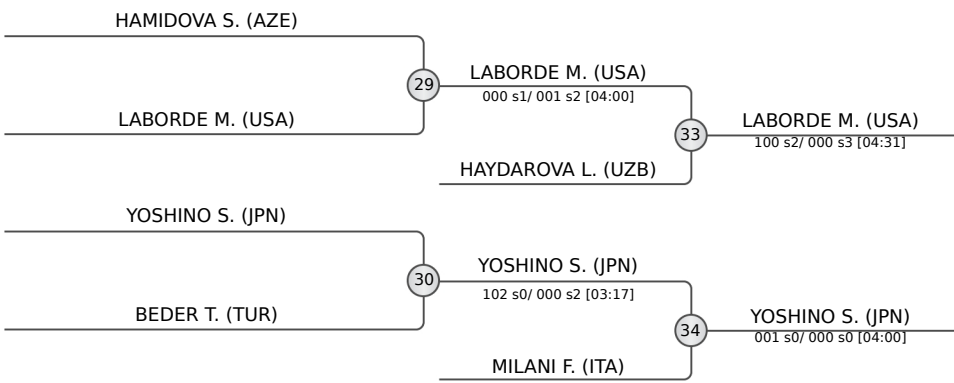 HAMIDOVA S. (AZE)
29
LABORDE M. (USA)
000 s1/ 001 s2 [04:00]
LABORDE M. (USA)
33
LABORDE M. (USA)
100 s2/ 000 s3 [04:31]
HAYDAROVA L. (UZB)
YOSHINO S. (JPN)
30
YOSHINO S. (JPN)
102 s0/ 000 s2 [03:17]
BEDER T. (TUR)
34
YOSHINO S. (JPN)
001 s0/ 000 s0 [04:00]
MILANI F. (ITA)